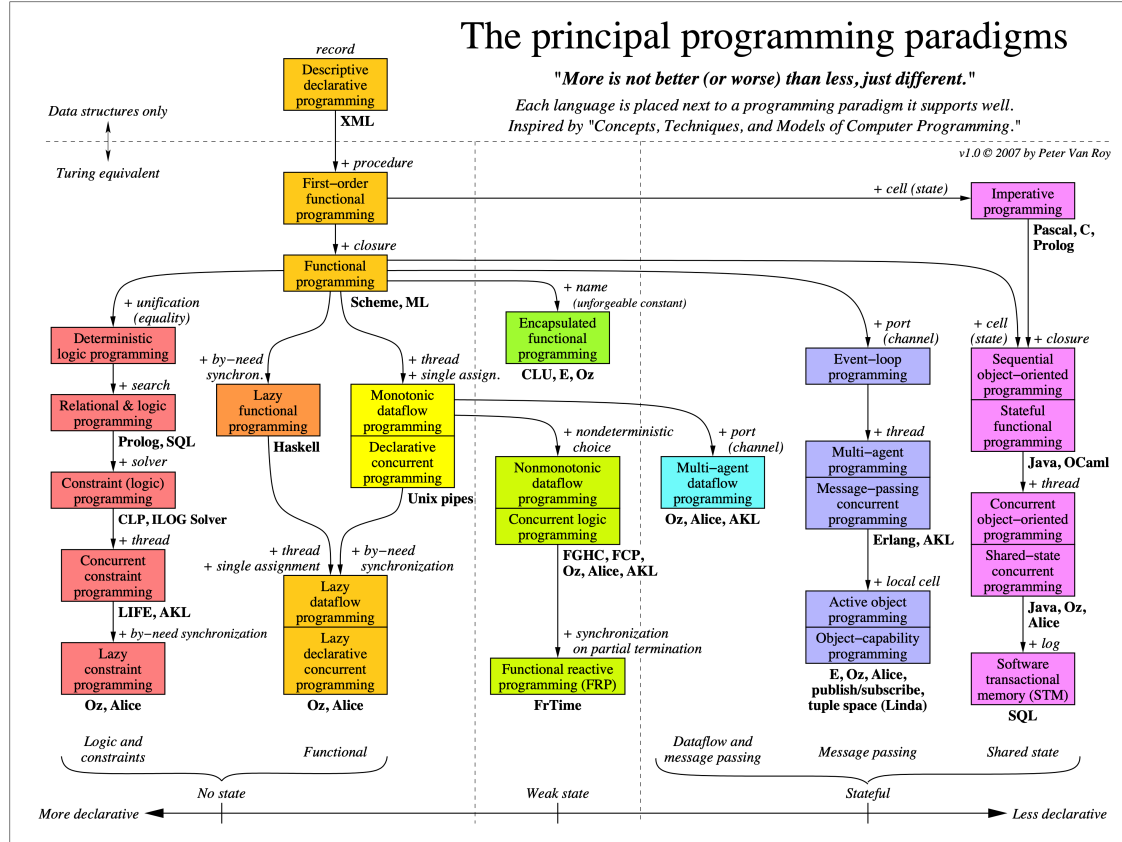 The principal programming paradigms
"More is not better (or worse) than less, just different."
Each language is placed next to a programming paradigm it supports well.
Inspired by "Concepts, Techniques, and Models of Computer Programming."
v1.0 © 2007 by Peter Van Roy
Data structures only
Turing equivalent
record
Descriptive
declarative
programming
XML
+ procedure
First−order
functional
programming
+ cell (state)
Imperative
programming
Pascal, C,
Prolog
+ closure
Functional
programming
Scheme, ML
+ unification
(equality)
Deterministic
logic programming
+ search
Relational & logic
programming
Prolog, SQL
+ solver
Constraint (logic)
programming
CLP, ILOG Solver
+ thread
Concurrent
constraint
programming
LIFE, AKL
+ by−need synchronization
Lazy
constraint
programming
Oz, Alice
+ by−need
synchron.
Lazy
functional
programming
Haskell
+ thread
+ single assign.
Monotonic
dataflow
programming
Declarative
concurrent
programming
Unix pipes
+ thread
+ single assignment
+ by−need
synchronization
Lazy
dataflow
programming
Lazy
declarative
concurrent
programming
Oz, Alice
+ name
(unforgeable constant)
Encapsulated
functional
programming
CLU, E, Oz
+ nondeterministic
choice
Nonmonotonic
dataflow
programming
Concurrent logic
programming
FGHC, FCP,
Oz, Alice, AKL
+ synchronization
on partial termination
Functional reactive
programming (FRP)
FrTime
+ port
(channel)
Multi−agent
dataflow
programming
Oz, Alice, AKL
+ port
(channel)
Event−loop
programming
+ thread
Multi−agent
programming
Message−passing
concurrent
programming
Erlang, AKL
+ local cell
Active object
programming
Object−capability
programming
E, Oz, Alice,
publish/subscribe,
tuple space (Linda)
+ cell
(state)
+ closure
Sequential
object−oriented
programming
Stateful
functional
programming
Java, OCaml
+ thread
Concurrent
object−oriented
programming
Shared−state
concurrent
programming
Java, Oz,
Alice
+ log
Software
transactional
memory (STM)
SQL
Logic and
constraints
Functional
Dataflow and
message passing
Message passing
Shared state
No state
Weak state
Stateful
More declarative
Less declarative